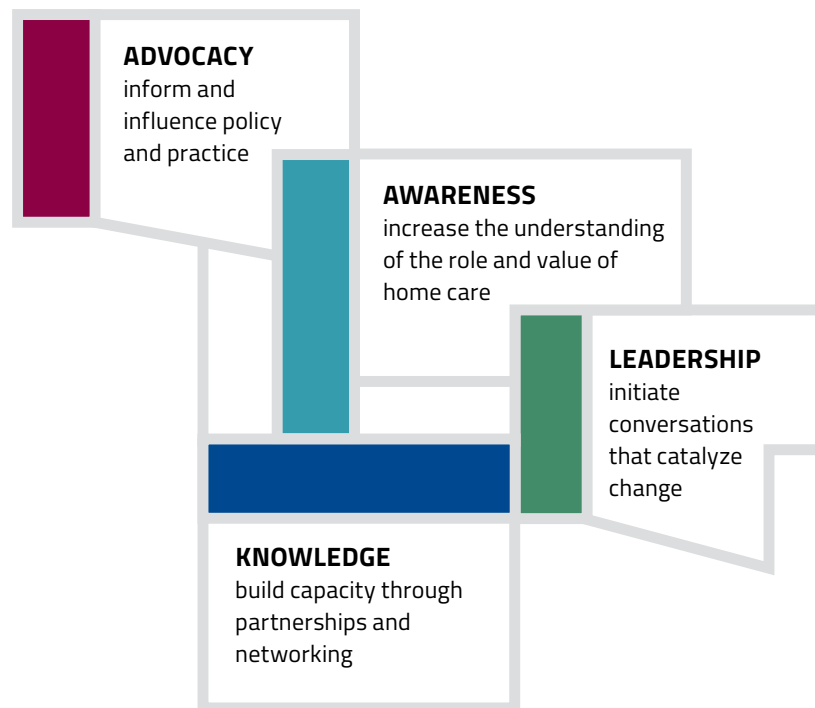 ADVOCACY
inform and
influence policy
and practice
AWARENESS
increase the understanding
of the role and value of
home care
LEADERSHIP
initiate
conversations
that catalyze
change
KNOWLEDGE
build capacity through
partnerships and
networking